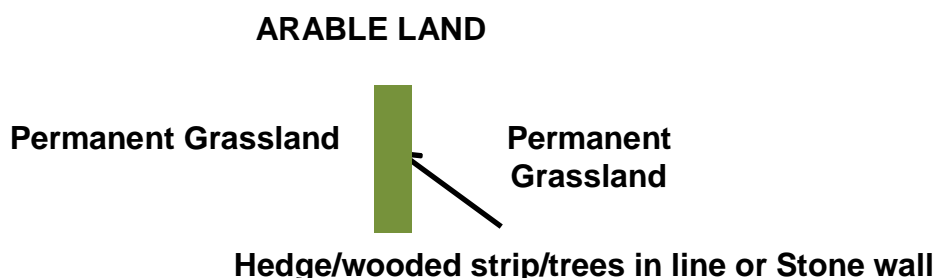 ARABLE LAND
Permanent Grassland
Permanent
Grassland
Hedge/wooded strip/trees in line or Stone wall